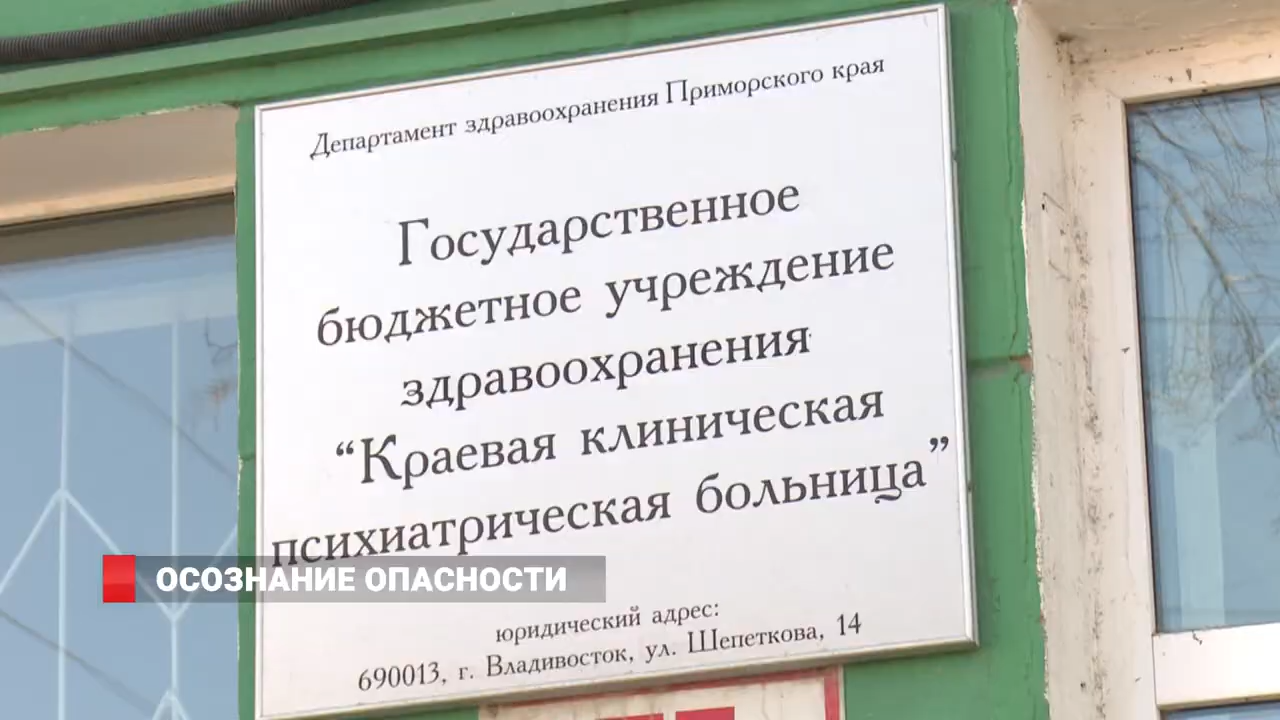 Департамент здравоохранения Приморского края
Государственное
бюджетное учреждение
здравоохранения
“Краевая клиническая
психиатрическая больница”
ОСОЗНАНИЕ ОПАСНОСТИ
юридический адрес:
690013, г. Владивосток, ул. Шепеткова, 14